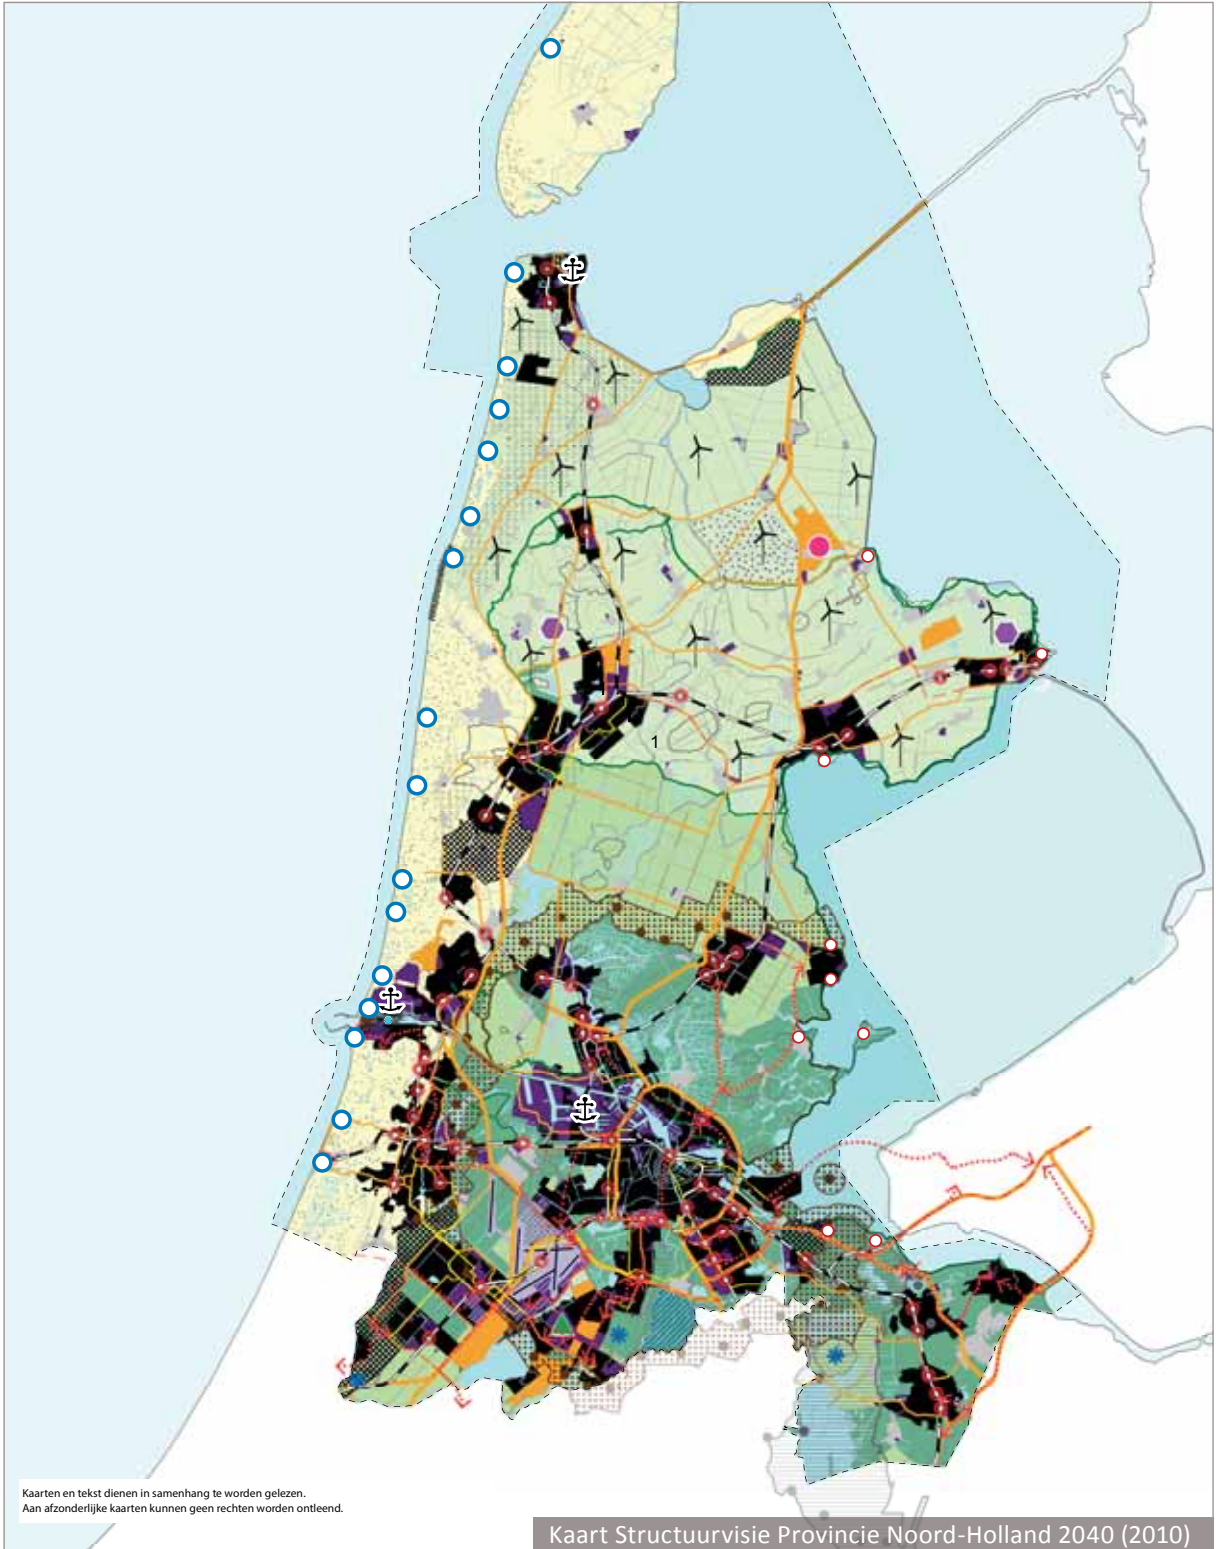 1
Kaarten en tekst dienen in samenhang te worden gelezen.
Aan afzonderlijke kaarten kunnen geen rechten worden ontleend.
Kaart Structuurvisie Provincie Noord-Holland 2040 (2010)